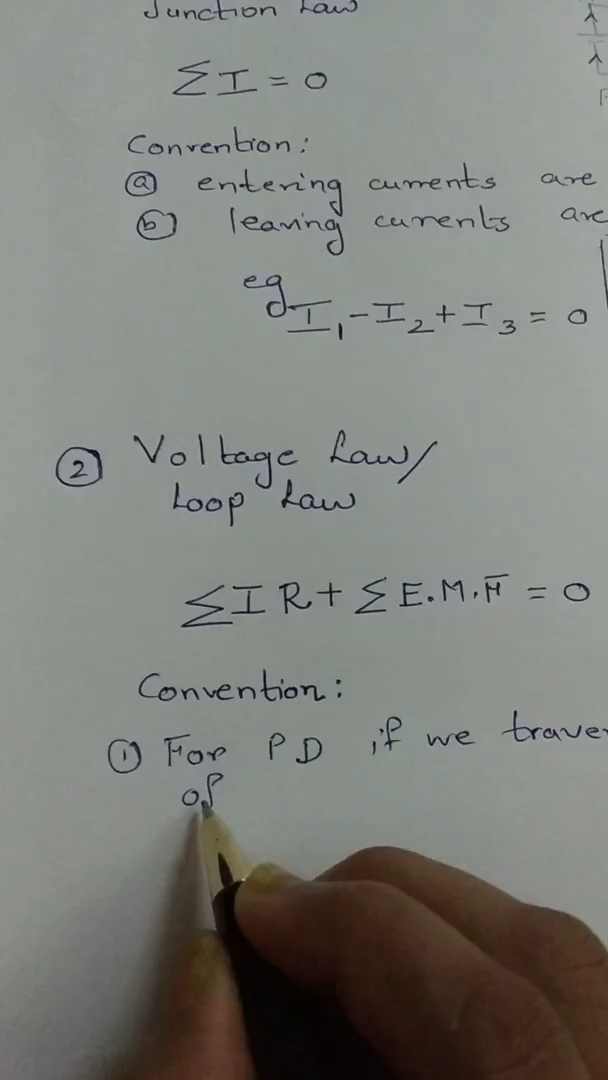 Junction Law
ΣI = 0
Convention:
ⓐ entering currents are
ⓑ leaving currents are
eg I₁ - I₂ + I₃ = 0
② Voltage Law/
Loop Law
ΣIR + ΣE.M.F = 0
Convention:
① For PD if we traver
of